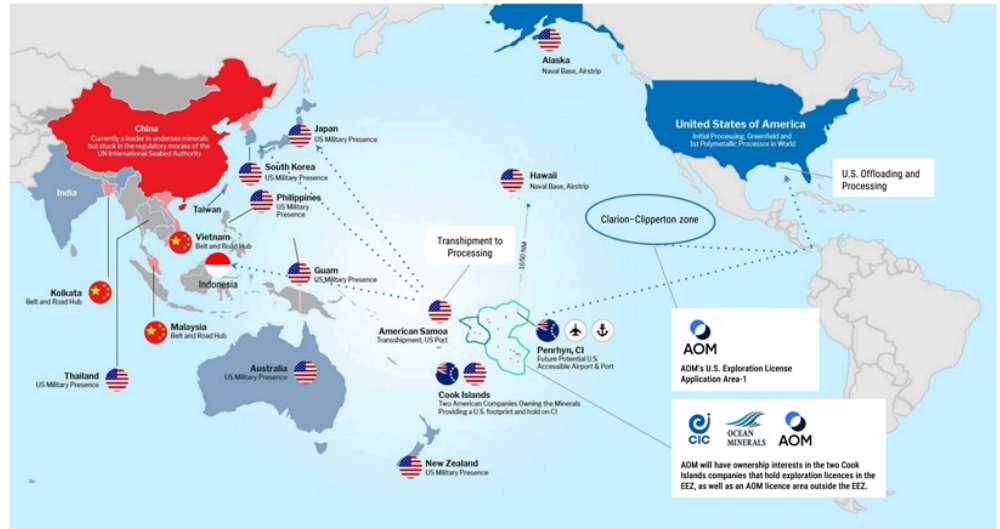 Alaska
Naval Base, Airstrip
China
Currently a leader in undersea minerals
but stuck in the regulatory morass of the
UN International Seabed Authority
Japan
US Military Presence
United States of America
Initial Processing, Greenfield and
1st Polymetallic Processor in World
South Korea
US Military Presence
India
Hawaii
Naval Base, Airstrip
U.S. Offloading and
Processing
Philippines
US Military
Presence
Taiwan
Clarion-Clipperton zone
Vietnam
Belt and Road Hub
Transhipment to
Processing
1650 NM
Guam
US Military Presence
Indonesia
Kolkata
Belt and Road Hub
Malaysia
Belt and Road Hub
American Samoa
Transshipment, US Port
Penrhyn, CI
Future Potential U.S.
Accessible Airport & Port
AOM
AOM's U.S. Exploration License
Application Area-1
Thailand
US Military Presence
Australia
US Military Presence
Cook Islands
Two American Companies Owning the Minerals
Providing a U.S. footprint and hold on CI
CIC
OCEAN
MINERALS
AOM
New Zealand
US Military Presence
AOM will have ownership interests in the two Cook
Islands companies that hold exploration licences in the
EEZ, as well as an AOM licence area outside the EEZ.